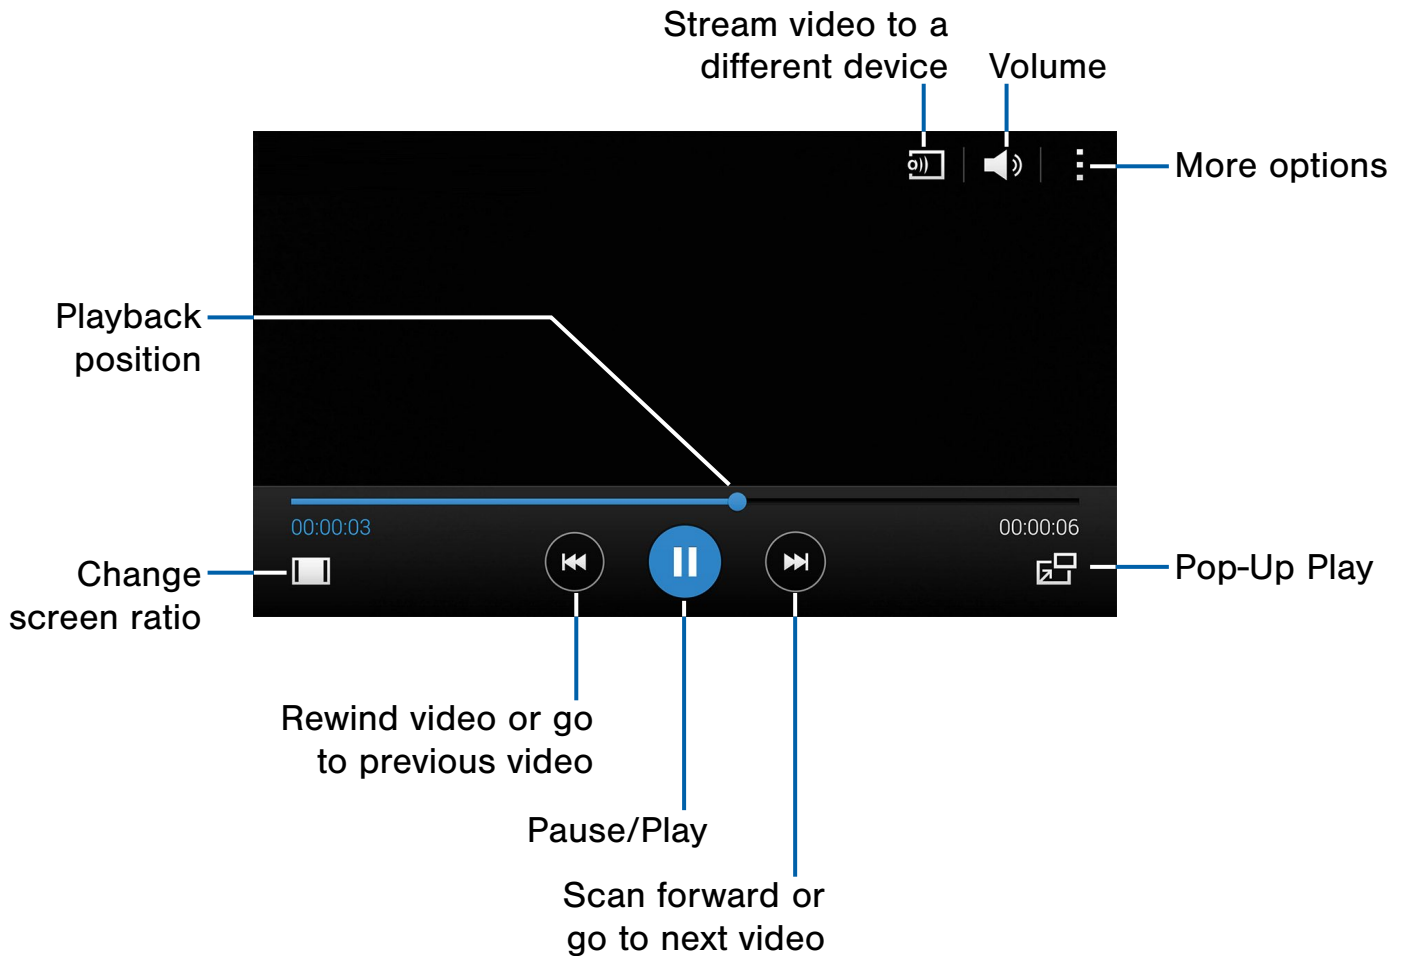 Stream video to a
different device
Volume
More options
Playback
position
00:00:03
00:00:06
Change
screen ratio
Pop-Up Play
Rewind video or go
to previous video
Pause/Play
Scan forward or
go to next video